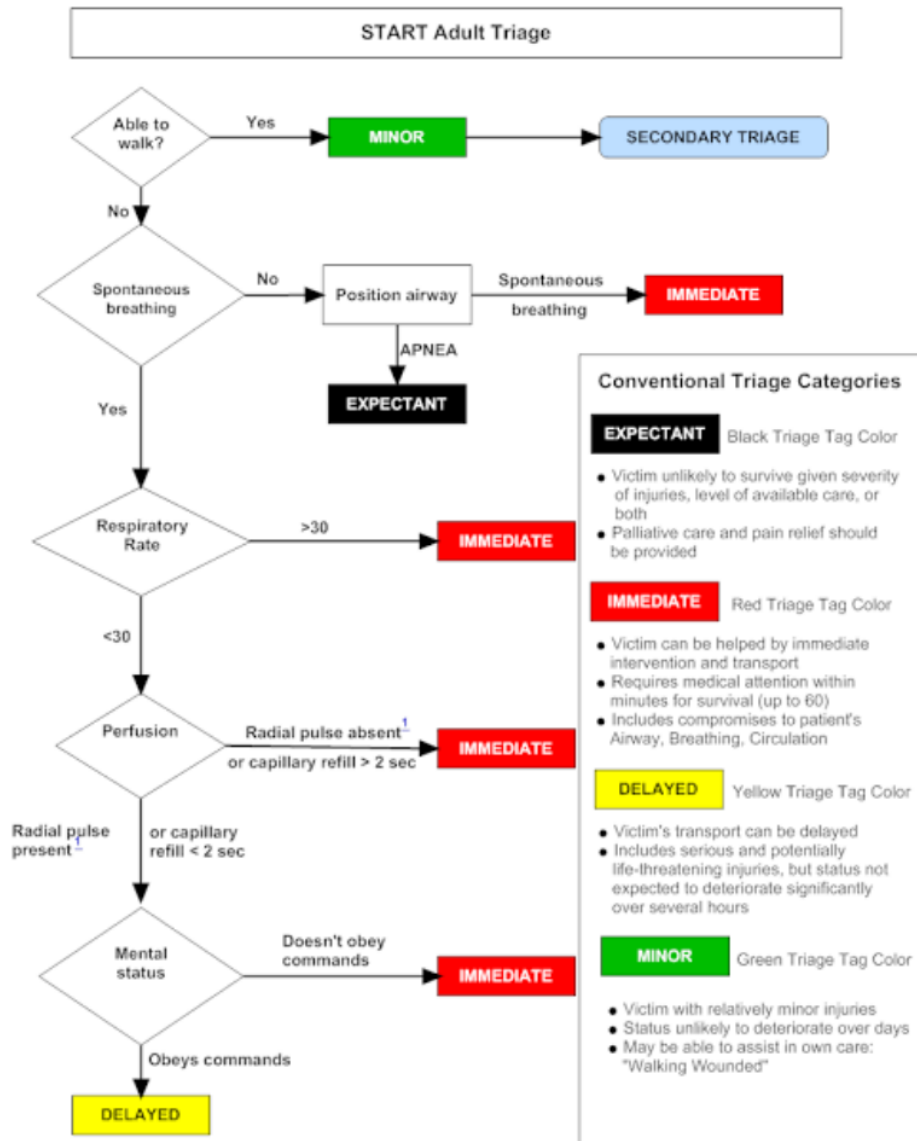 START Adult Triage
Able to
walk?
Yes
MINOR
SECONDARY TRIAGE
No
Spontaneous
breathing
No
Position airway
Spontaneous
breathing
IMMEDIATE
APNEA
EXPECTANT
Yes
Respiratory
Rate
>30
IMMEDIATE
<30
Perfusion
Radial pulse absent¹
or capillary refill > 2 sec
IMMEDIATE
Radial pulse
present¹
or capillary
refill < 2 sec
Mental
status
Doesn't obey
commands
IMMEDIATE
Obeys commands
DELAYED
Conventional Triage Categories
EXPECTANT Black Triage Tag Color
● Victim unlikely to survive given severity
of injuries, level of available care, or
both
● Palliative care and pain relief should
be provided
IMMEDIATE Red Triage Tag Color
● Victim can be helped by immediate
intervention and transport
● Requires medical attention within
minutes for survival (up to 60)
● Includes compromises to patient's
Airway, Breathing, Circulation
DELAYED Yellow Triage Tag Color
● Victim's transport can be delayed
● Includes serious and potentially
life-threatening injuries, but status not
expected to deteriorate significantly
over several hours
MINOR Green Triage Tag Color
● Victim with relatively minor injuries
● Status unlikely to deteriorate over days
● May be able to assist in own care:
"Walking Wounded"